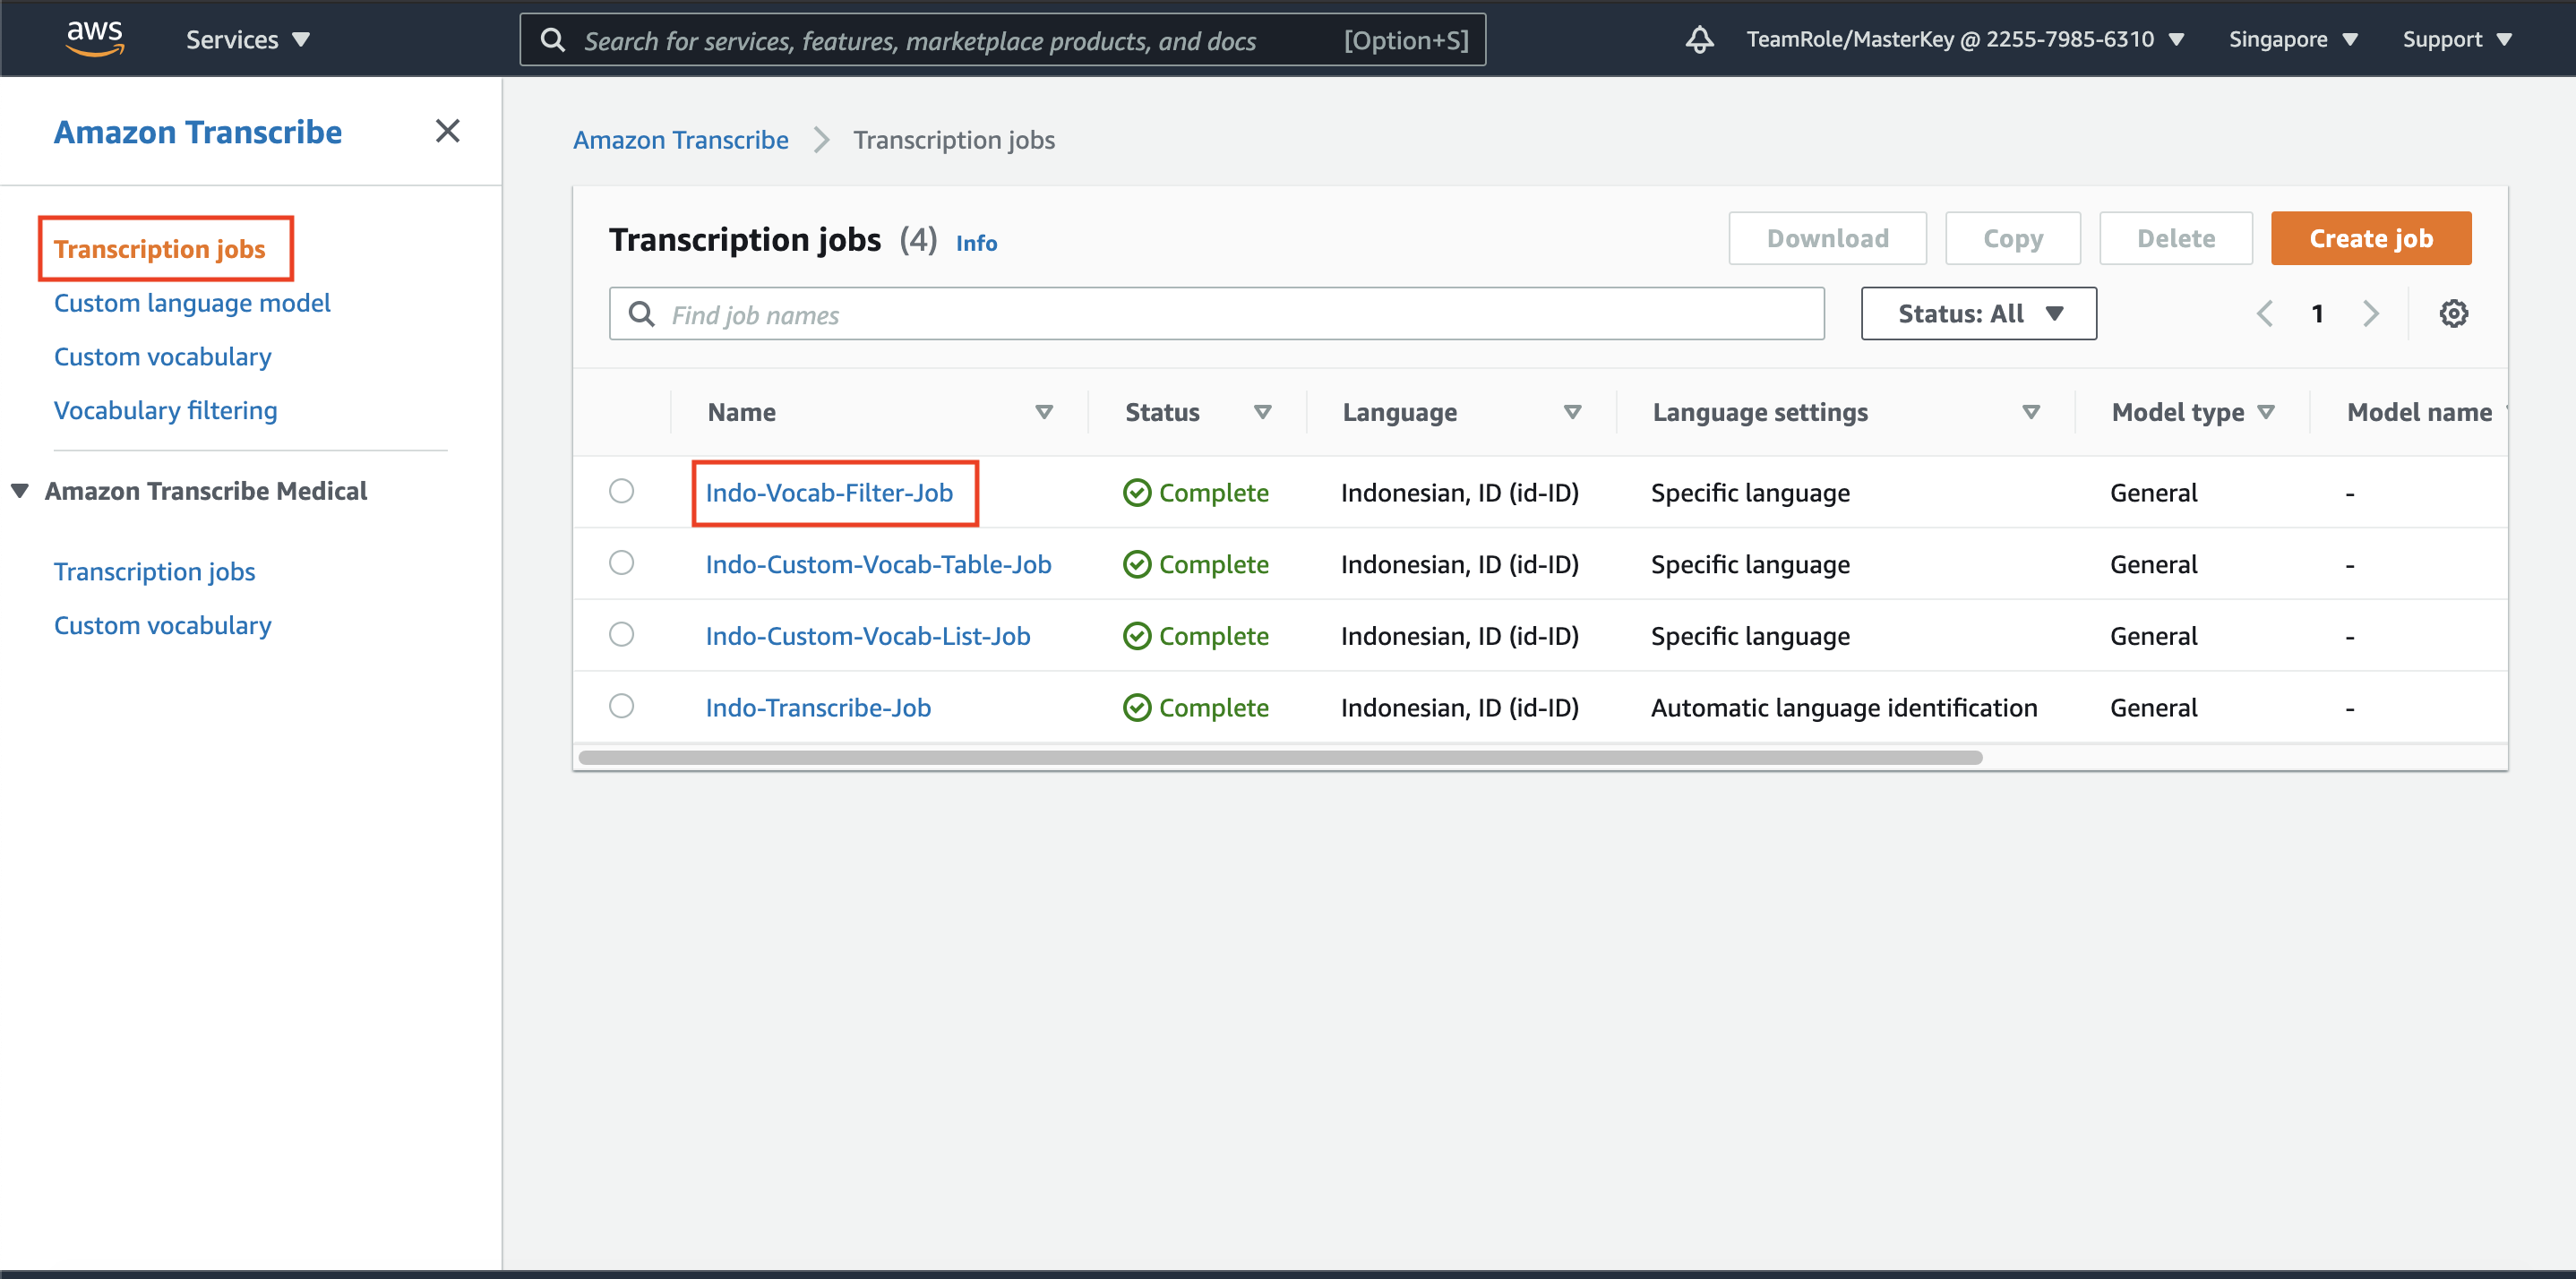 aws Services Search for services, features, marketplace products, and docs [Option+S] TeamRole/MasterKey @ 2255-7985-6310 Singapore Support
Amazon Transcribe
Transcription jobs
Custom language model
Custom vocabulary
Vocabulary filtering
Amazon Transcribe Medical
Transcription jobs
Custom vocabulary
Amazon Transcribe Transcription jobs
Transcription jobs (4) Info Download Copy Delete Create job
Find job names Status: All 1
Name Status Language Language settings Model type Model name
Indo-Vocab-Filter-Job Complete Indonesian, ID (id-ID) Specific language General -
Indo-Custom-Vocab-Table-Job Complete Indonesian, ID (id-ID) Specific language General -
Indo-Custom-Vocab-List-Job Complete Indonesian, ID (id-ID) Specific language General -
Indo-Transcribe-Job Complete Indonesian, ID (id-ID) Automatic language identification General -